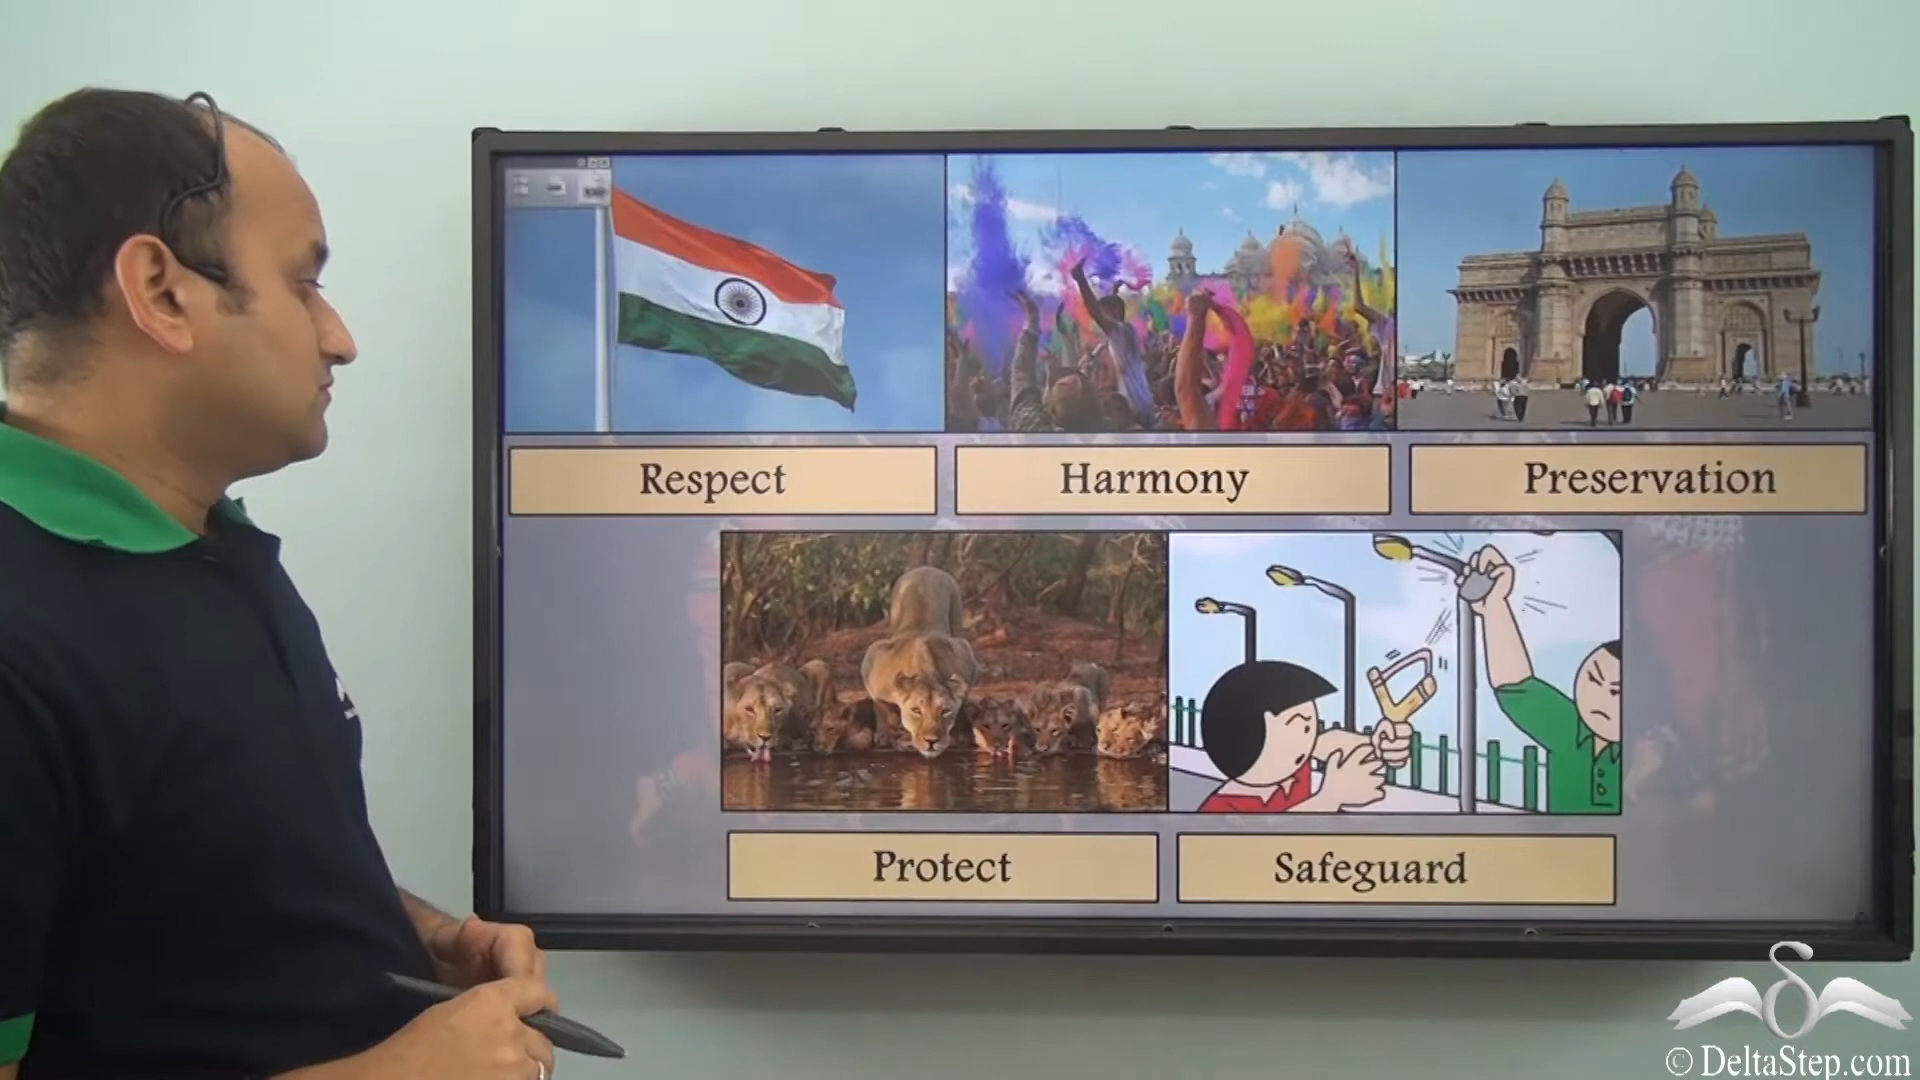 Respect
Harmony
Preservation
Protect
Safeguard
© DeltaStep.com